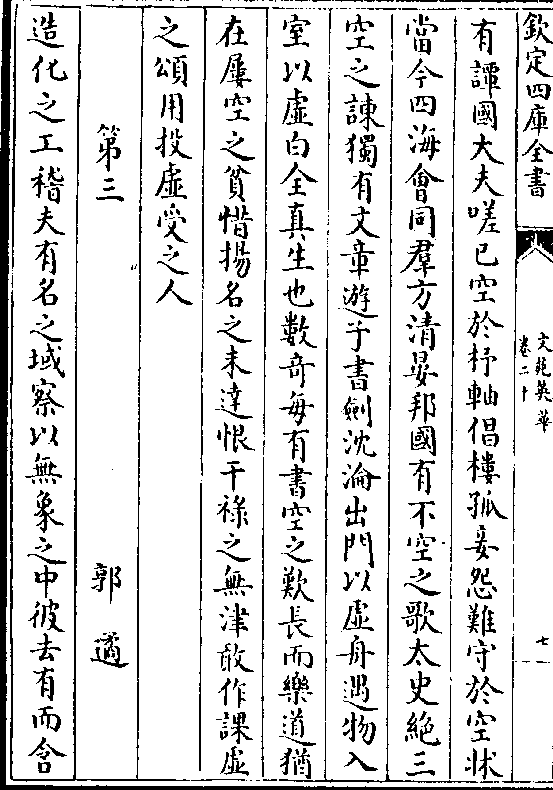 欽定四庫全書
文苑英華
卷二十
七
有譚國大夫嗟已空於杼軸倡樓孤妾怨難守於空牀
當今四海會同羣方清晏邦國有不空之歌太史絶三
空之諫獨有文章遊子書劍沈淪出門以虛舟遇物入
室以虛白全真生也數奇每有書空之歎長而樂道猶
在屢空之貧惜揚名之未達恨干祿之無津敢作課虛
之頌用投虛受之人
第三 郭遹
造化之工稽夫有名之域察以無象之中彼去有而含